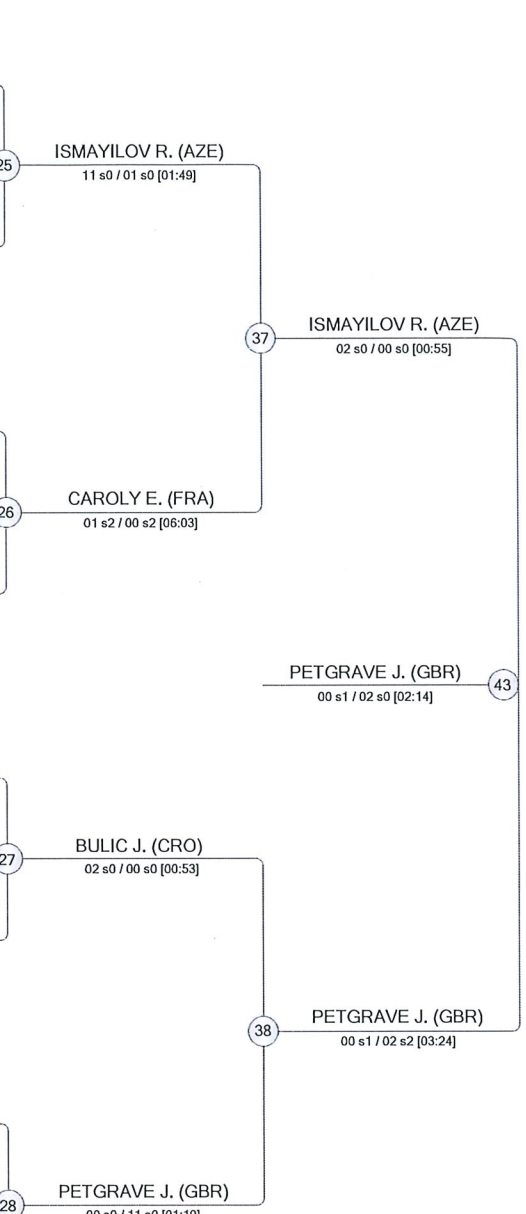 ISMAYILOV R. (AZE)
25
11 s0 / 01 s0 [01:49]
ISMAYILOV R. (AZE)
37
02 s0 / 00 s0 [00:55]
CAROLY E. (FRA)
26
01 s2 / 00 s2 [06:03]
PETGRAVE J. (GBR)
43
00 s1 / 02 s0 [02:14]
BULIC J. (CRO)
27
02 s0 / 00 s0 [00:53]
PETGRAVE J. (GBR)
38
00 s1 / 02 s2 [03:24]
PETGRAVE J. (GBR)
28